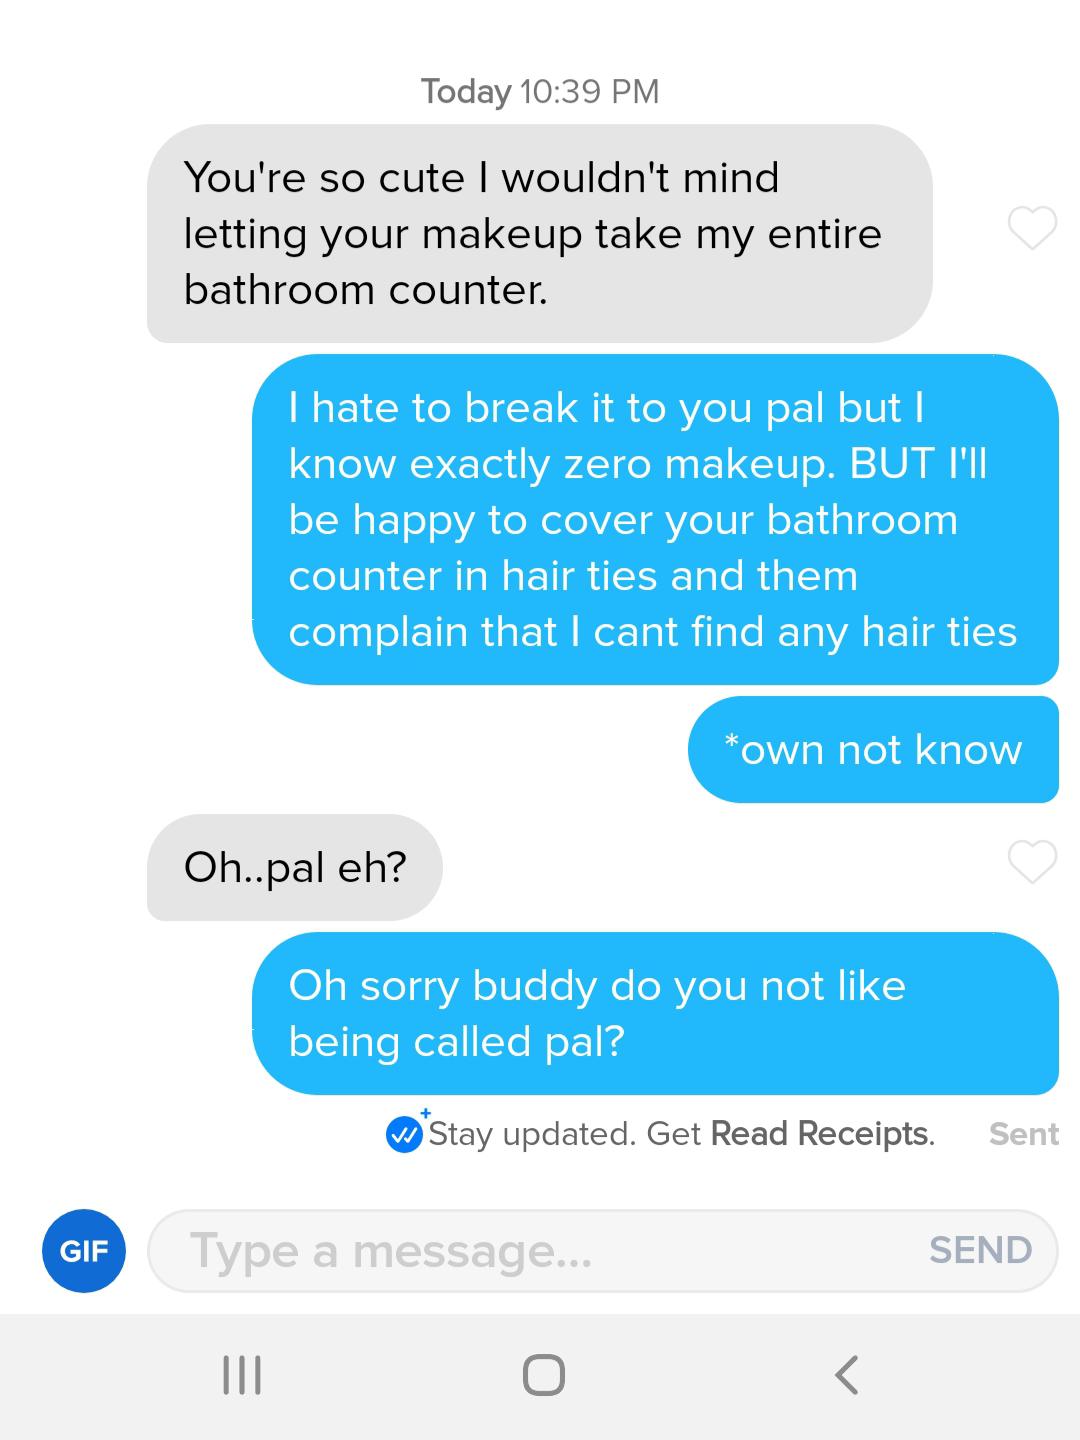 Today 10:39 PM
You're so cute I wouldn't mind
letting your makeup take my entire
bathroom counter.
I hate to break it to you pal but I
know exactly zero makeup. BUT I'll
be happy to cover your bathroom
counter in hair ties and them
complain that I cant find any hair ties
*own not know
Oh..pal eh?
Oh sorry buddy do you not like
being called pal?
Stay updated. Get Read Receipts. Sent
GIF Type a message... SEND